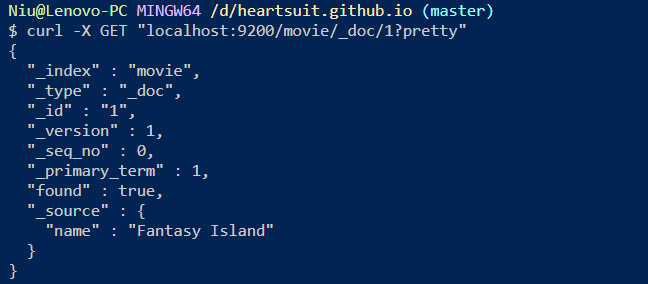 Niu@Lenovo-PC MINGW64 /d/heartsuit.github.io (master)
$ curl -X GET "localhost:9200/movie/_doc/1?pretty"
{
  "_index" : "movie",
  "_type" : "_doc",
  "_id" : "1",
  "_version" : 1,
  "_seq_no" : 0,
  "_primary_term" : 1,
  "found" : true,
  "_source" : {
    "name" : "Fantasy Island"
  }
}